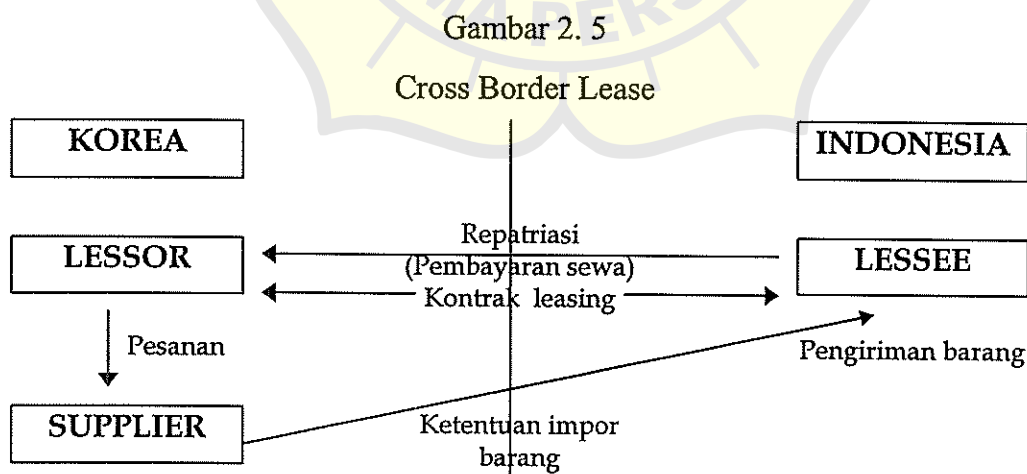 Gambar 2. 5
Cross Border Lease
KOREA
INDONESIA
LESSOR
Repatriasi
(Pembayaran sewa)
Kontrak leasing
LESSEE
Pesanan
Pengiriman barang
SUPPLIER
Ketentuan impor
barang